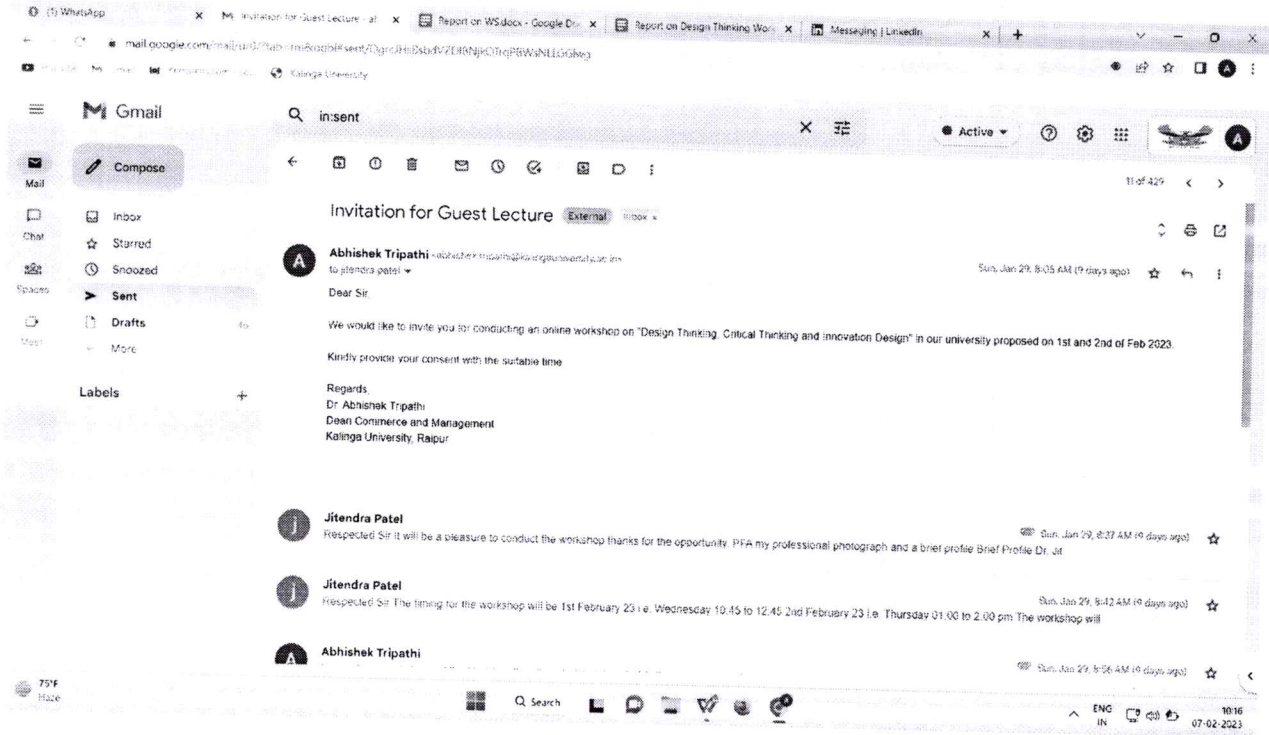 (1) WhatsApp
Invitation for Guest Lecture - a
Report on WS.docx - Google Do
Report on Design Thinking Work
Messaging | LinkedIn
Kalinga University
Gmail
in:sent
Active
A
Compose
11 of 429
Mail
Chat
Spaces
Meet
Inbox
Starred
Snoozed
Sent
Drafts
More
Labels
Invitation for Guest Lecture External Inbox x
A
Abhishek Tripathi
to jitendra patel
Sun, Jan 29, 8:05 AM (9 days ago)
Dear Sir,
We would like to invite you for conducting an online workshop on "Design Thinking, Critical Thinking and Innovation Design" in our university proposed on 1st and 2nd of Feb 2023.
Kindly provide your consent with the suitable time
Regards,
Dr. Abhishek Tripathi
Dean Commerce and Management
Kalinga University, Raipur
j
Jitendra Patel
Respected Sir It will be a pleasure to conduct the workshop thanks for the opportunity. PFA my professional photograph and a brief profile Brief Profile Dr. Jit
Sun, Jan 29, 8:37 AM (9 days ago)
j
Jitendra Patel
Respected Sir The timing for the workshop will be 1st February 23 i.e. Wednesday 10.45 to 12.45 2nd February 23 i.e. Thursday 01:00 to 2.00 pm The workshop will
Sun, Jan 29, 8:42 AM (9 days ago)
A
Abhishek Tripathi
Sun, Jan 29, 8:56 AM (9 days ago)
75°F
Haze
Search
ENG
IN
10:16
07-02-2023